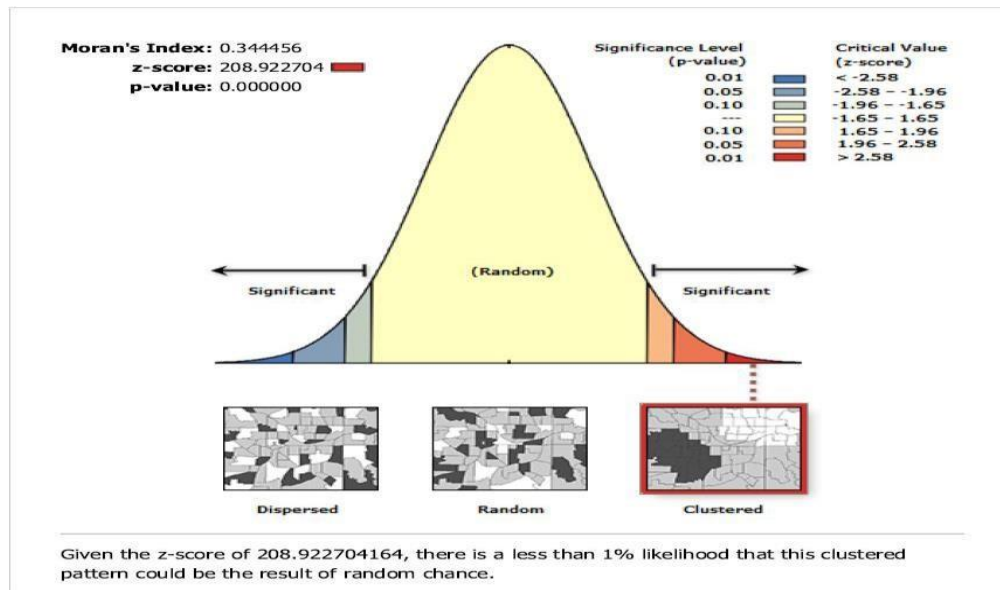 Moran's Index: 0.344456
z-score: 208.922704
p-value: 0.000000
Significance Level
(p-value)
0.01
0.05
0.10
---
0.10
0.05
0.01
Critical Value
(z-score)
< -2.58
-2.58 – -1.96
-1.96 – -1.65
-1.65 – 1.65
1.65 – 1.96
1.96 – 2.58
> 2.58
(Random)
Significant
Significant
Dispersed
Random
Clustered
Given the z-score of 208.922704164, there is a less than 1% likelihood that this clustered
pattern could be the result of random chance.